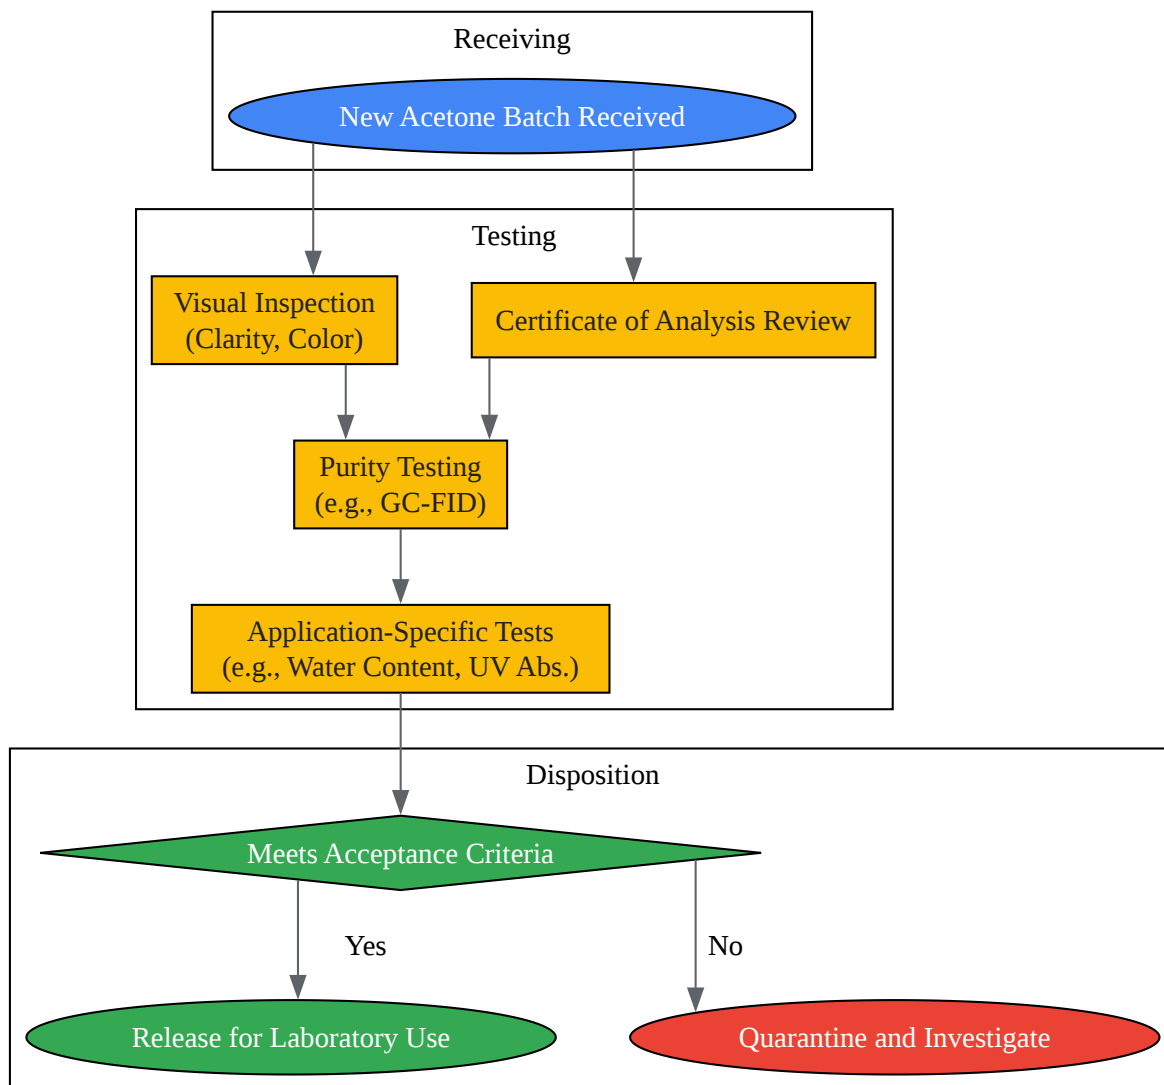 Receiving
New Acetone Batch Received
Testing
Visual Inspection
(Clarity, Color)
Certificate of Analysis Review
Purity Testing
(e.g., GC-FID)
Application-Specific Tests
(e.g., Water Content, UV Abs.)
Disposition
Meets Acceptance Criteria
Yes
No
Release for Laboratory Use
Quarantine and Investigate